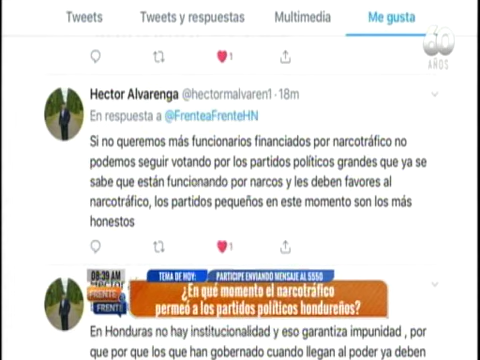 Tweets Tweets y respuestas Multimedia Me gusta
60
AÑOS
1
Hector Alvarenga @hectormalvaren1 · 18m
En respuesta a @FrenteaFrenteHN
Si no queremos más funcionarios financiados por narcotráfico no
podemos seguir votando por los partidos políticos grandes que ya se
sabe que están funcionando por narcos y les deben favores al
narcotráfico, los partidos pequeños en este momento son los más
honestos
1
08:39 AM TEMA DE HOY: PARTICIPE ENVIANDO MENSAJE AL 5550
FRENTE
FRENTE
¿En qué momento el narcotráfico
permeó a los partidos políticos hondureños?
En Honduras no hay institucionalidad y eso garantiza impunidad , por
que por que los que han gobernado cuando llegan al poder ya deben